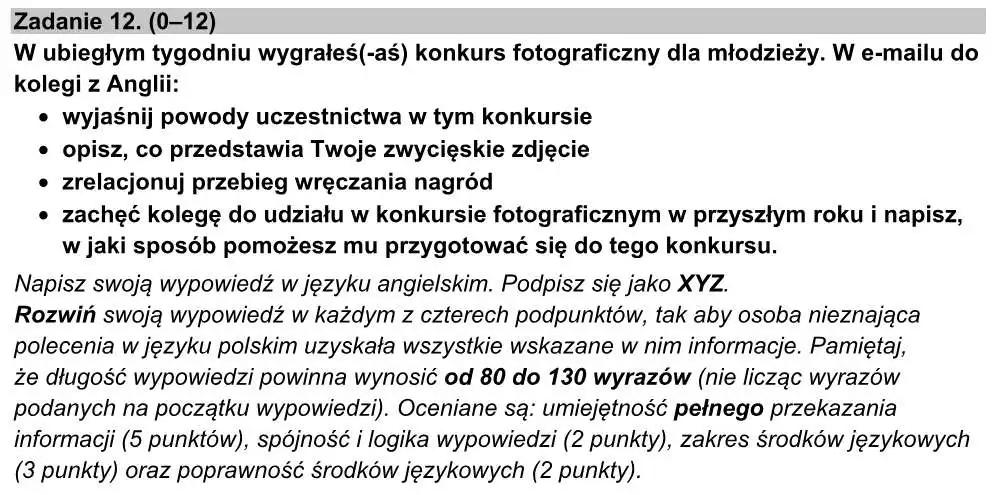 Zadanie 12. (0–12)
W ubiegłym tygodniu wygrałeś(-aś) konkurs fotograficzny dla młodzieży. W e-mailu do
kolegi z Anglii:
• wyjaśnij powody uczestnictwa w tym konkursie
• opisz, co przedstawia Twoje zwycięskie zdjęcie
• zrelacjonuj przebieg wręczania nagród
• zachęć kolegę do udziału w konkursie fotograficznym w przyszłym roku i napisz,
w jaki sposób pomożesz mu przygotować się do tego konkursu.
Napisz swoją wypowiedź w języku angielskim. Podpisz się jako XYZ.
Rozwiń swoją wypowiedź w każdym z czterech podpunktów, tak aby osoba nieznająca
polecenia w języku polskim uzyskała wszystkie wskazane w nim informacje. Pamiętaj,
że długość wypowiedzi powinna wynosić od 80 do 130 wyrazów (nie licząc wyrazów
podanych na początku wypowiedzi). Oceniane są: umiejętność pełnego przekazania
informacji (5 punktów), spójność i logika wypowiedzi (2 punkty), zakres środków językowych
(3 punkty) oraz poprawność środków językowych (2 punkty).